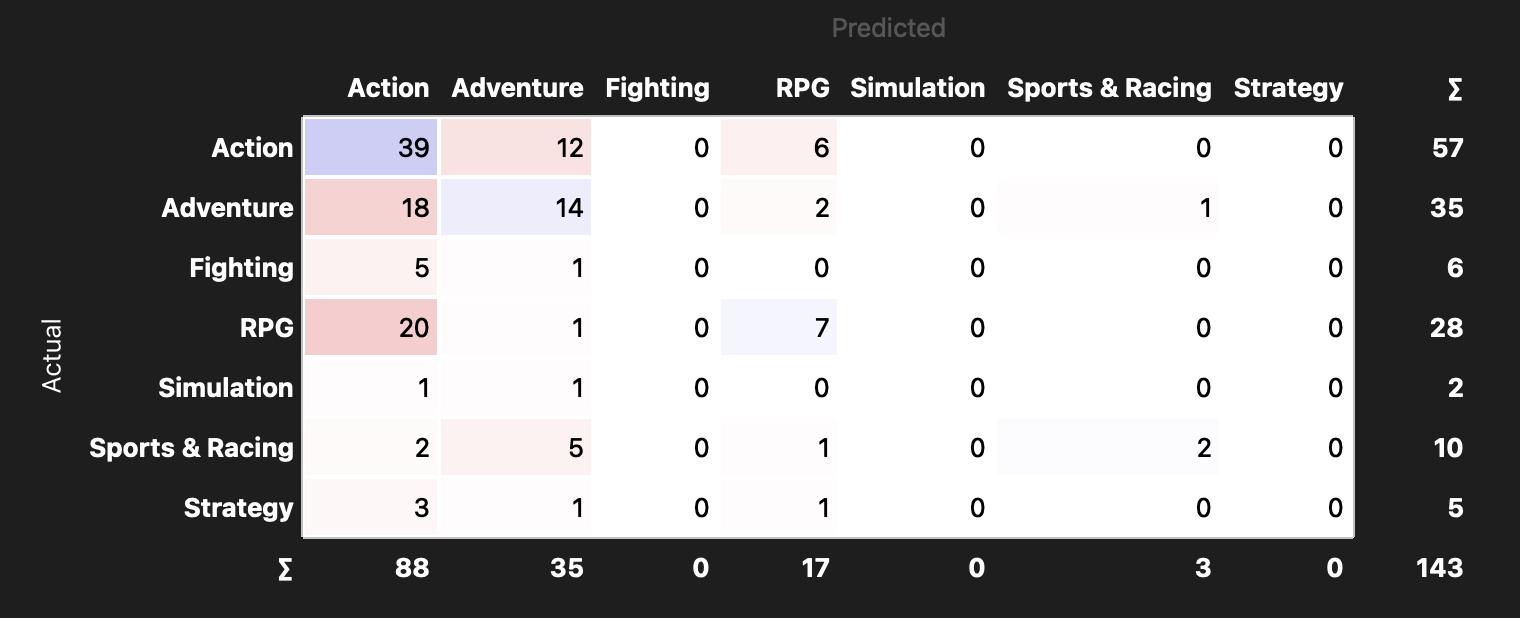 Predicted
Action Adventure Fighting RPG Simulation Sports & Racing Strategy Σ
Action 39 12 0 6 0 0 0 57
Adventure 18 14 0 2 0 1 0 35
Fighting 5 1 0 0 0 0 0 6
Actual
RPG 20 1 0 7 0 0 0 28
Simulation 1 1 0 0 0 0 0 2
Sports & Racing 2 5 0 1 0 2 0 10
Strategy 3 1 0 1 0 0 0 5
Σ 88 35 0 17 0 3 0 143